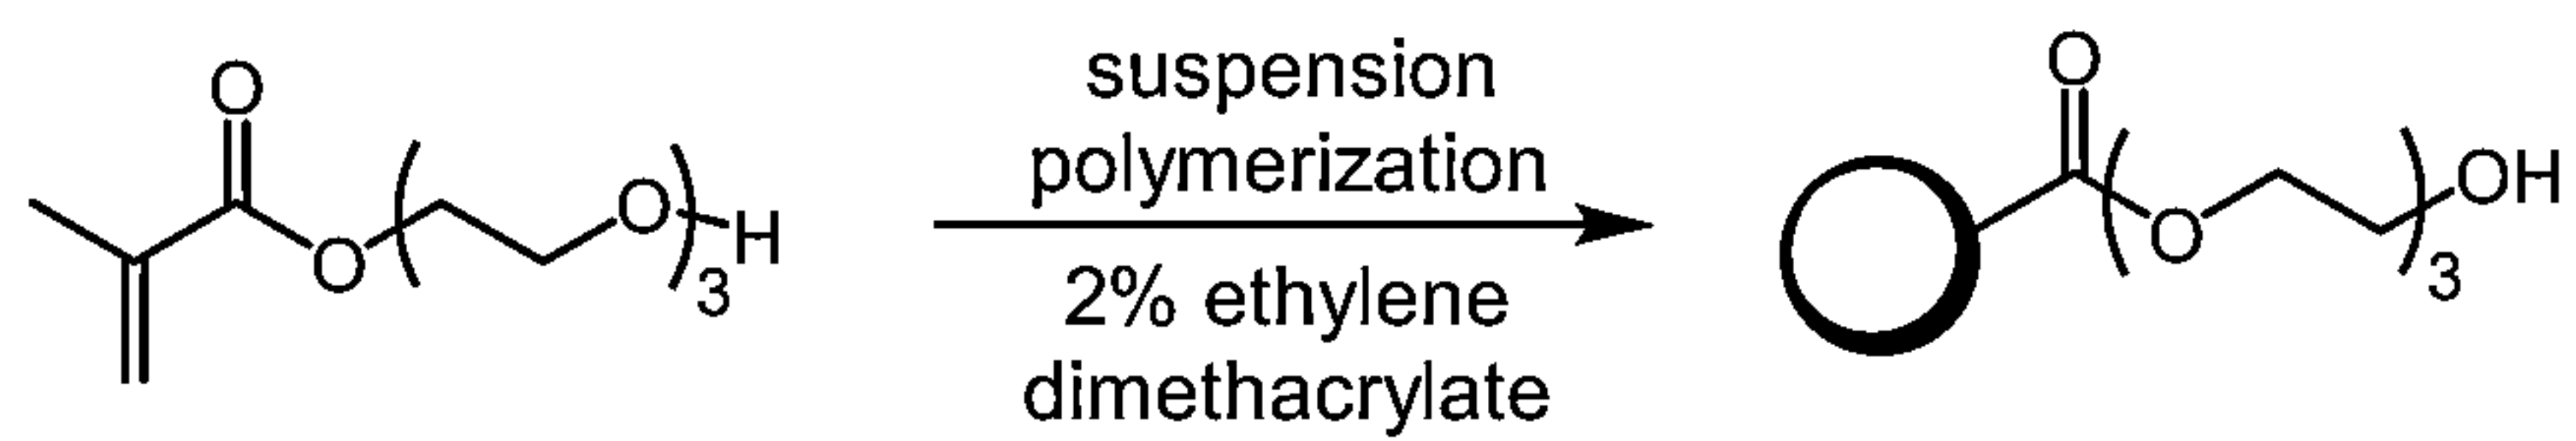 O
O
O
H
3
suspension
polymerization
2% ethylene
dimethacrylate
O
O
OH
3